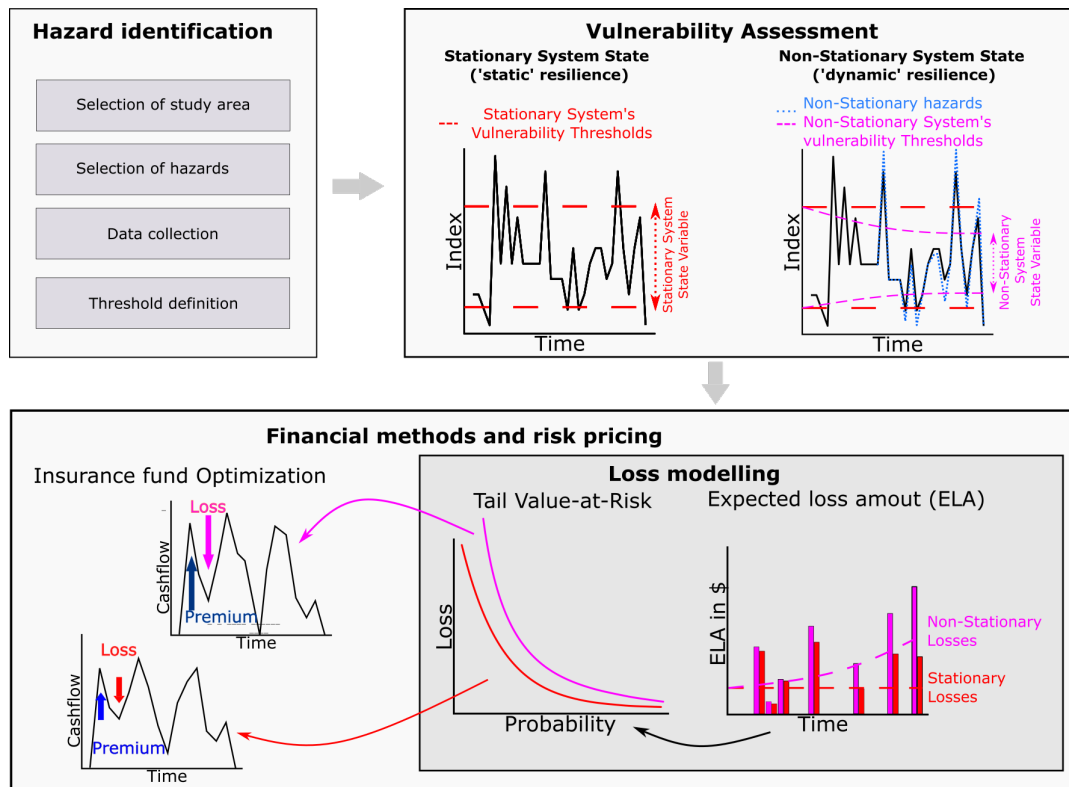 Hazard identification
Selection of study area
Selection of hazards
Data collection
Threshold definition
Vulnerability Assessment
Stationary System State
('static' resilience)
Stationary System's
Vulnerability Thresholds
Index
Time
Stationary System
State Variable
Non-Stationary System State
('dynamic' resilience)
Non-Stationary hazards
Non-Stationary System's
vulnerability Thresholds
Index
Time
Non-Stationary
System
State Variable
Financial methods and risk pricing
Insurance fund Optimization
Loss
Cashflow
Premium
Time
Loss
Cashflow
Premium
Time
Loss modelling
Tail Value-at-Risk
Loss
Probability
Expected loss amout (ELA)
ELA in $
Non-Stationary
Losses
Stationary
Losses
Time